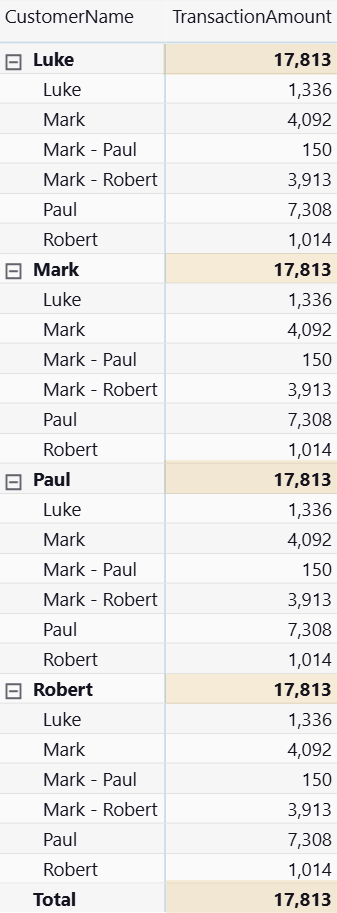 CustomerName TransactionAmount
Luke 17,813
Luke 1,336
Mark 4,092
Mark - Paul 150
Mark - Robert 3,913
Paul 7,308
Robert 1,014
Mark 17,813
Luke 1,336
Mark 4,092
Mark - Paul 150
Mark - Robert 3,913
Paul 7,308
Robert 1,014
Paul 17,813
Luke 1,336
Mark 4,092
Mark - Paul 150
Mark - Robert 3,913
Paul 7,308
Robert 1,014
Robert 17,813
Luke 1,336
Mark 4,092
Mark - Paul 150
Mark - Robert 3,913
Paul 7,308
Robert 1,014
Total 17,813